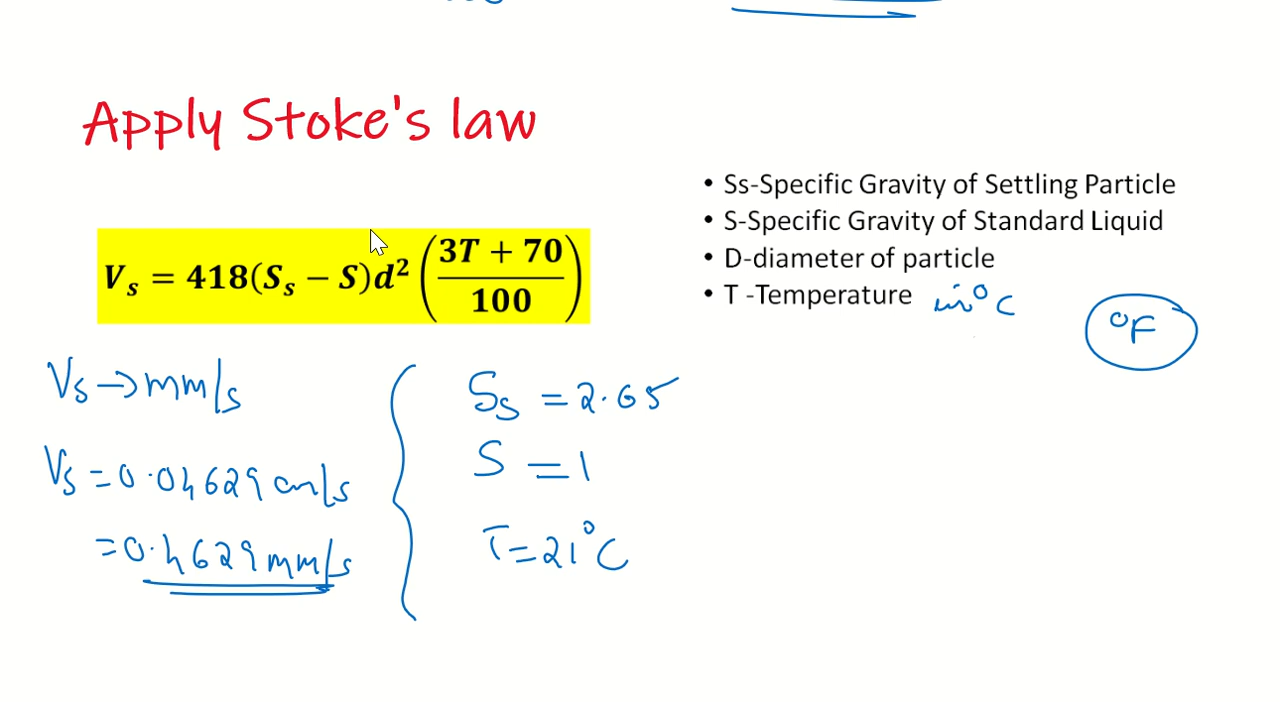 Apply Stoke's law
• Ss-Specific Gravity of Settling Particle
• S-Specific Gravity of Standard Liquid
• D-diameter of particle
• T -Temperature in °C
°F
Vₛ = 418(Sₛ − S)d² ((3T + 70)/100)
Vs → mm/s
Vs = 0.04629 cm/s
= 0.4629 mm/s
Ss = 2.65
S = 1
T = 21°C